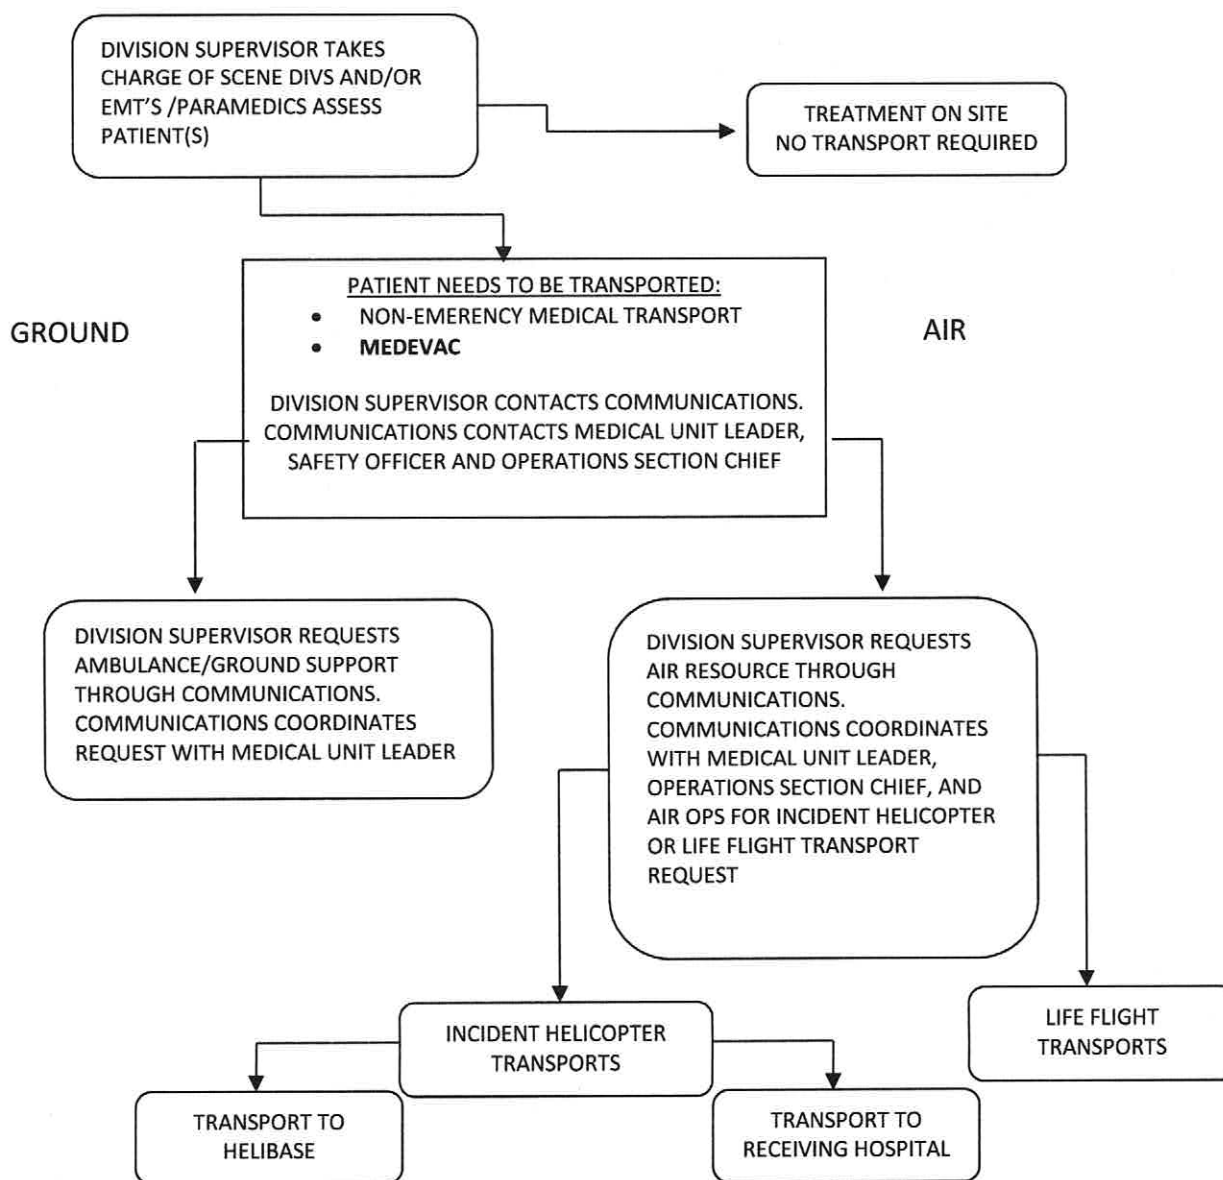 DIVISION SUPERVISOR TAKES
CHARGE OF SCENE DIVS AND/OR
EMT'S /PARAMEDICS ASSESS
PATIENT(S)
TREATMENT ON SITE
NO TRANSPORT REQUIRED
PATIENT NEEDS TO BE TRANSPORTED:
• NON-EMERENCY MEDICAL TRANSPORT
• MEDEVAC
DIVISION SUPERVISOR CONTACTS COMMUNICATIONS.
COMMUNICATIONS CONTACTS MEDICAL UNIT LEADER,
SAFETY OFFICER AND OPERATIONS SECTION CHIEF
GROUND
AIR
DIVISION SUPERVISOR REQUESTS
AMBULANCE/GROUND SUPPORT
THROUGH COMMUNICATIONS.
COMMUNICATIONS COORDINATES
REQUEST WITH MEDICAL UNIT LEADER
DIVISION SUPERVISOR REQUESTS
AIR RESOURCE THROUGH
COMMUNICATIONS.
COMMUNICATIONS COORDINATES
WITH MEDICAL UNIT LEADER,
OPERATIONS SECTION CHIEF, AND
AIR OPS FOR INCIDENT HELICOPTER
OR LIFE FLIGHT TRANSPORT
REQUEST
INCIDENT HELICOPTER
TRANSPORTS
LIFE FLIGHT
TRANSPORTS
TRANSPORT TO
HELIBASE
TRANSPORT TO
RECEIVING HOSPITAL